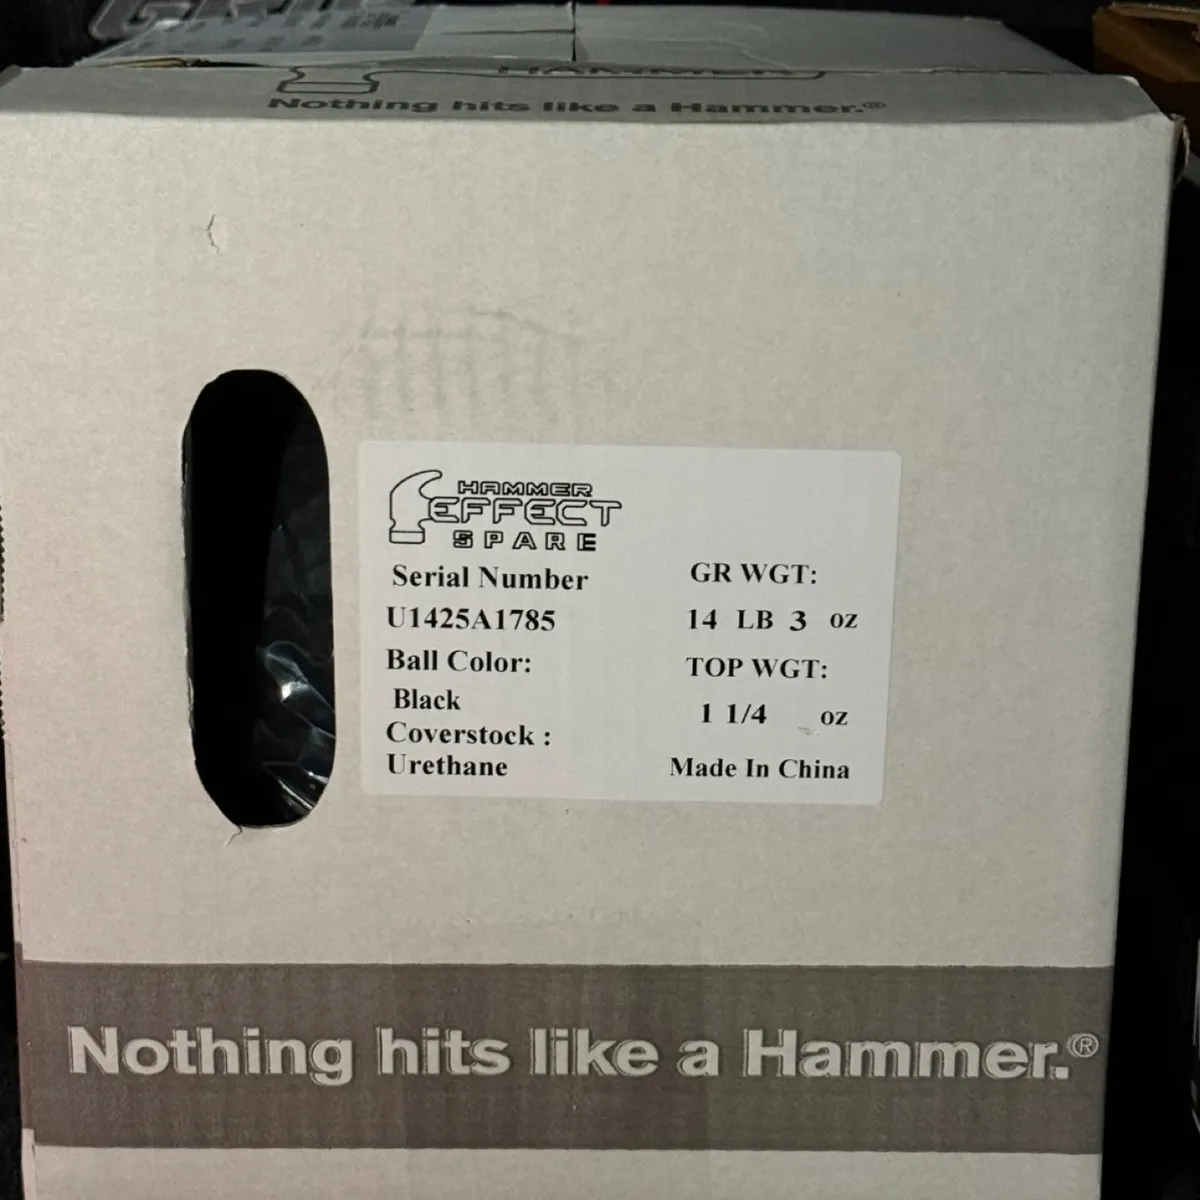 HAMMER
Nothing hits like a Hammer.®
HAMMER
EFFECT
SPARE
Serial Number
U1425A1785
Ball Color:
Black
Coverstock :
Urethane
GR WGT:
14 LB 3 oz
TOP WGT:
1 1/4 oz
Made In China
Nothing hits like a Hammer.®